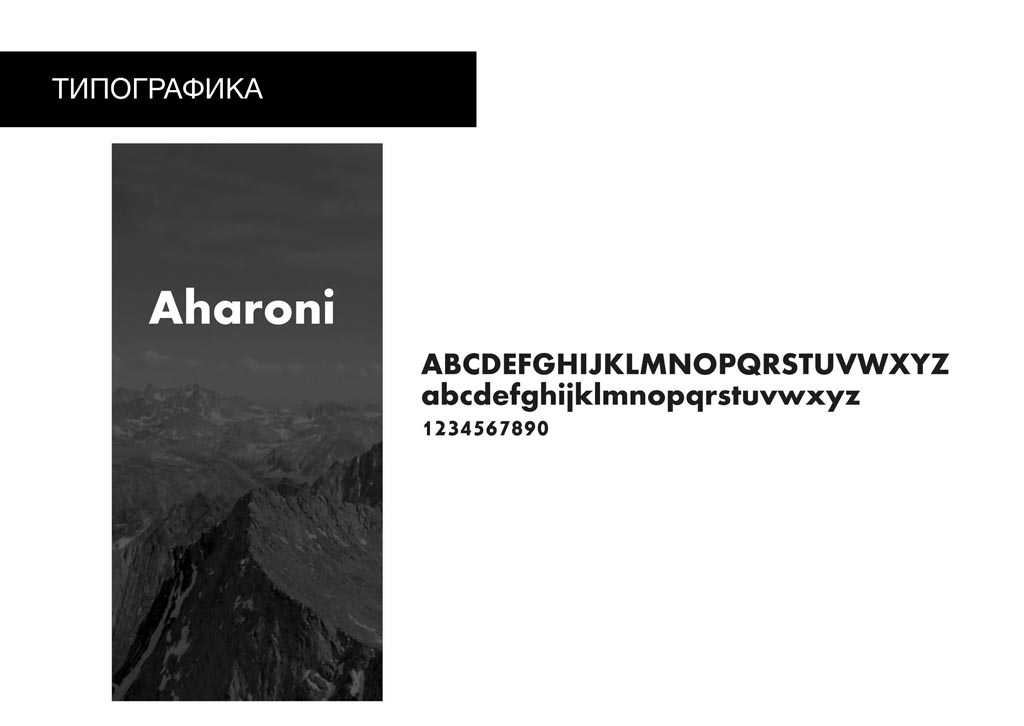 ТИПОГРАФИКА
Aharoni
ABCDEFGHIJKLMNOPQRSTUVWXYZ
abcdefghijklmnopqrstuvwxyz
1234567890